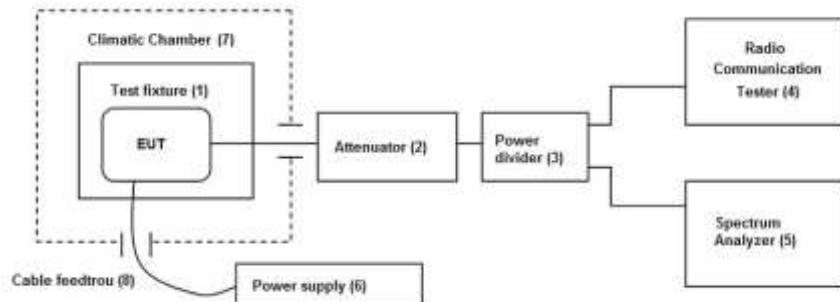 Climatic Chamber (7)
Test fixture (1)
EUT
Attenuator (2)
Power
divider (3)
Radio
Communication
Tester (4)
Spectrum
Analyzer (5)
Cable feedtrou (8)
Power supply (6)